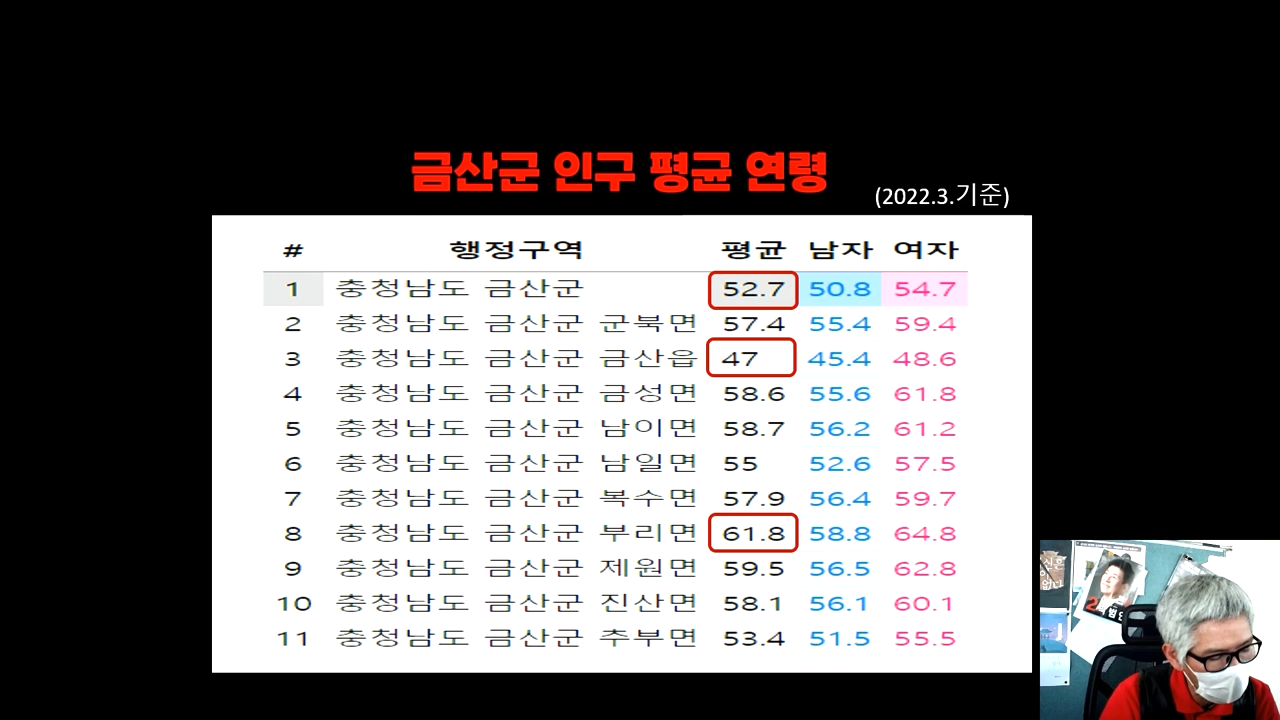 금산군 인구 평균 연령
(2022.3.기준)
# 행정구역 평균 남자 여자
1 충청남도 금산군 52.7 50.8 54.7
2 충청남도 금산군 군북면 57.4 55.4 59.4
3 충청남도 금산군 금산읍 47 45.4 48.6
4 충청남도 금산군 금성면 58.6 55.6 61.8
5 충청남도 금산군 남이면 58.7 56.2 61.2
6 충청남도 금산군 남일면 55 52.6 57.5
7 충청남도 금산군 복수면 57.9 56.4 59.7
8 충청남도 금산군 부리면 61.8 58.8 64.8
9 충청남도 금산군 제원면 59.5 56.5 62.8
10 충청남도 금산군 진산면 58.1 56.1 60.1
11 충청남도 금산군 추부면 53.4 51.5 55.5